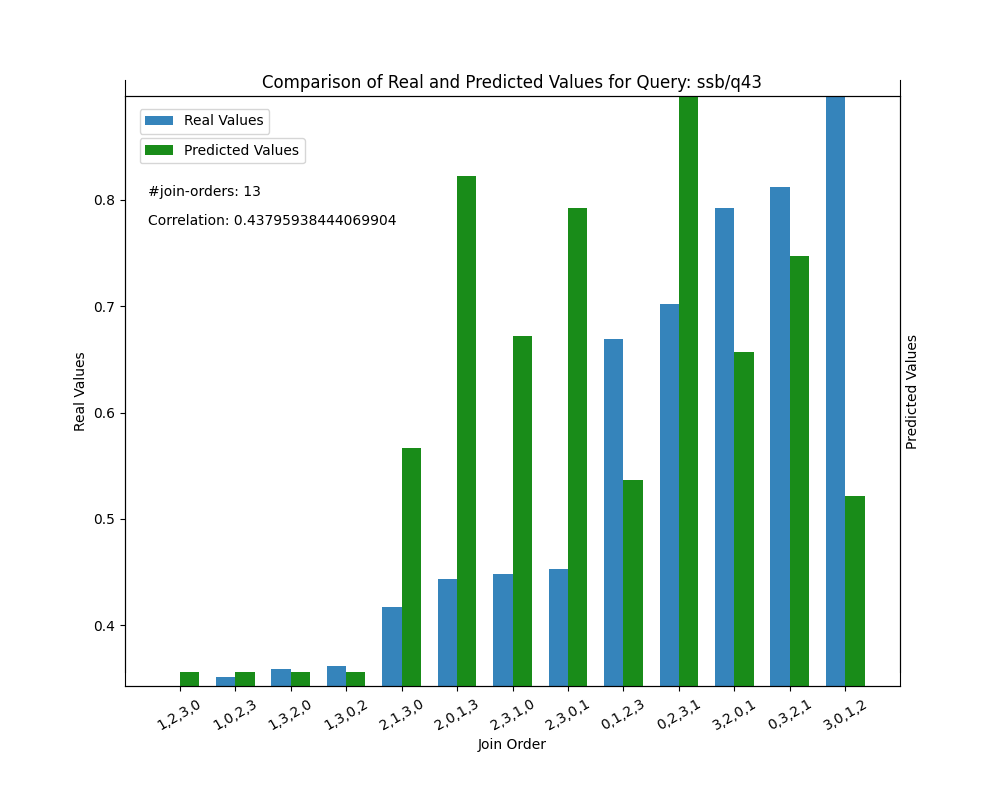 Comparison of Real and Predicted Values for Query: ssb/q43
Real Values
Predicted Values
#join-orders: 13
Correlation: 0.43795938444069904
0.8
0.7
0.6
0.5
0.4
Real Values
Predicted Values
1,2,3,0
1,0,2,3
1,3,2,0
1,3,0,2
2,1,3,0
2,0,1,3
2,3,1,0
2,3,0,1
0,1,2,3
0,2,3,1
3,2,0,1
0,3,2,1
3,0,1,2
Join Order